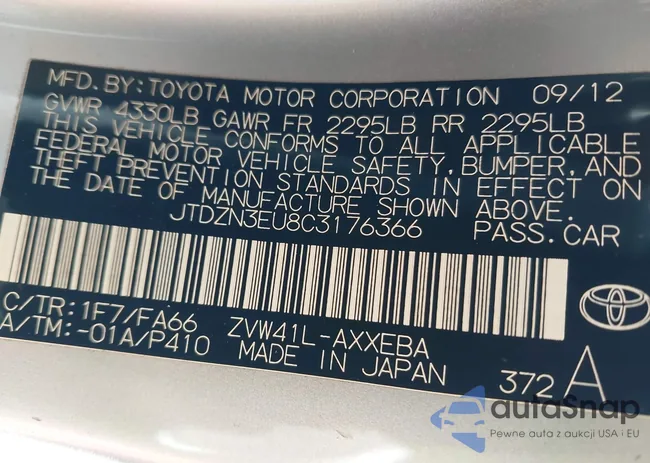 MFD.BY:TOYOTA MOTOR CORPORATION 09/12
GVWR 4330LB GAWR FR 2295LB RR 2295LB
THIS VEHICLE CONFORMS TO ALL APPLICABLE
FEDERAL MOTOR VEHICLE SAFETY,BUMPER,AND
THEFT PREVENTION STANDARDS IN EFFECT ON
THE DATE OF MANUFACTURE SHOWN ABOVE.
JTDZN3EU8C3176366 PASS.CAR
C/TR:1F7/FA66 ZVW41L-AXXEBA
A/TM:-01A/P410 MADE IN JAPAN 372 A
autoSnap
Pewne auta z aukcji USA i EU